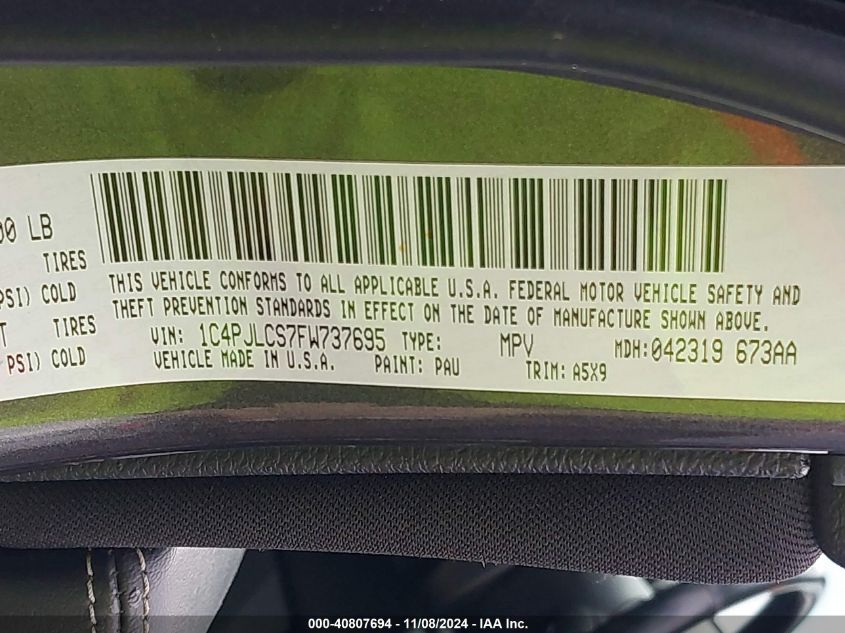 00 LB
TIRES
PSI) COLD
T TIRES
PSI) COLD
THIS VEHICLE CONFORMS TO ALL APPLICABLE U.S.A. FEDERAL MOTOR VEHICLE SAFETY AND
THEFT PREVENTION STANDARDS IN EFFECT ON THE DATE OF MANUFACTURE SHOWN ABOVE.
VIN: 1C4PJLCS7FW737695 TYPE: MPV MDH:042319 673AA
VEHICLE MADE IN U.S.A. PAINT: PAU TRIM: A5X9
000-40807694 - 11/08/2024 - IAA Inc.